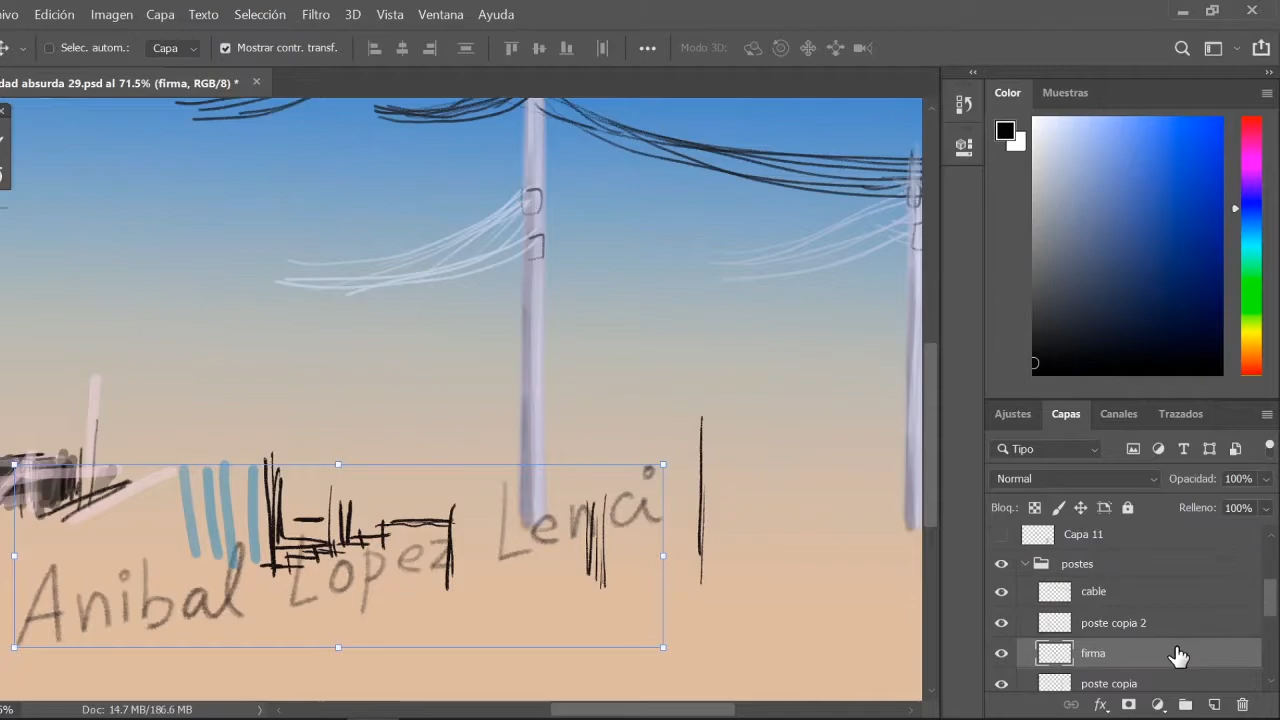 Edición Imagen Capa Texto Selección Filtro 3D Vista Ventana Ayuda
Selec. autom.: Capa Mostrar contr. transf. Modo 3D:
dad absurda 29.psd al 71.5% (firma, RGB/8) *
Color Muestras
Ajustes Capas Canales Trazados
Tipo
Normal Opacidad: 100%
Bloq.: Relleno: 100%
Capa 11
postes
cable
poste copia 2
firma
poste copia
Anibal Lopez Lenci
Doc: 14.7 MB/186.6 MB